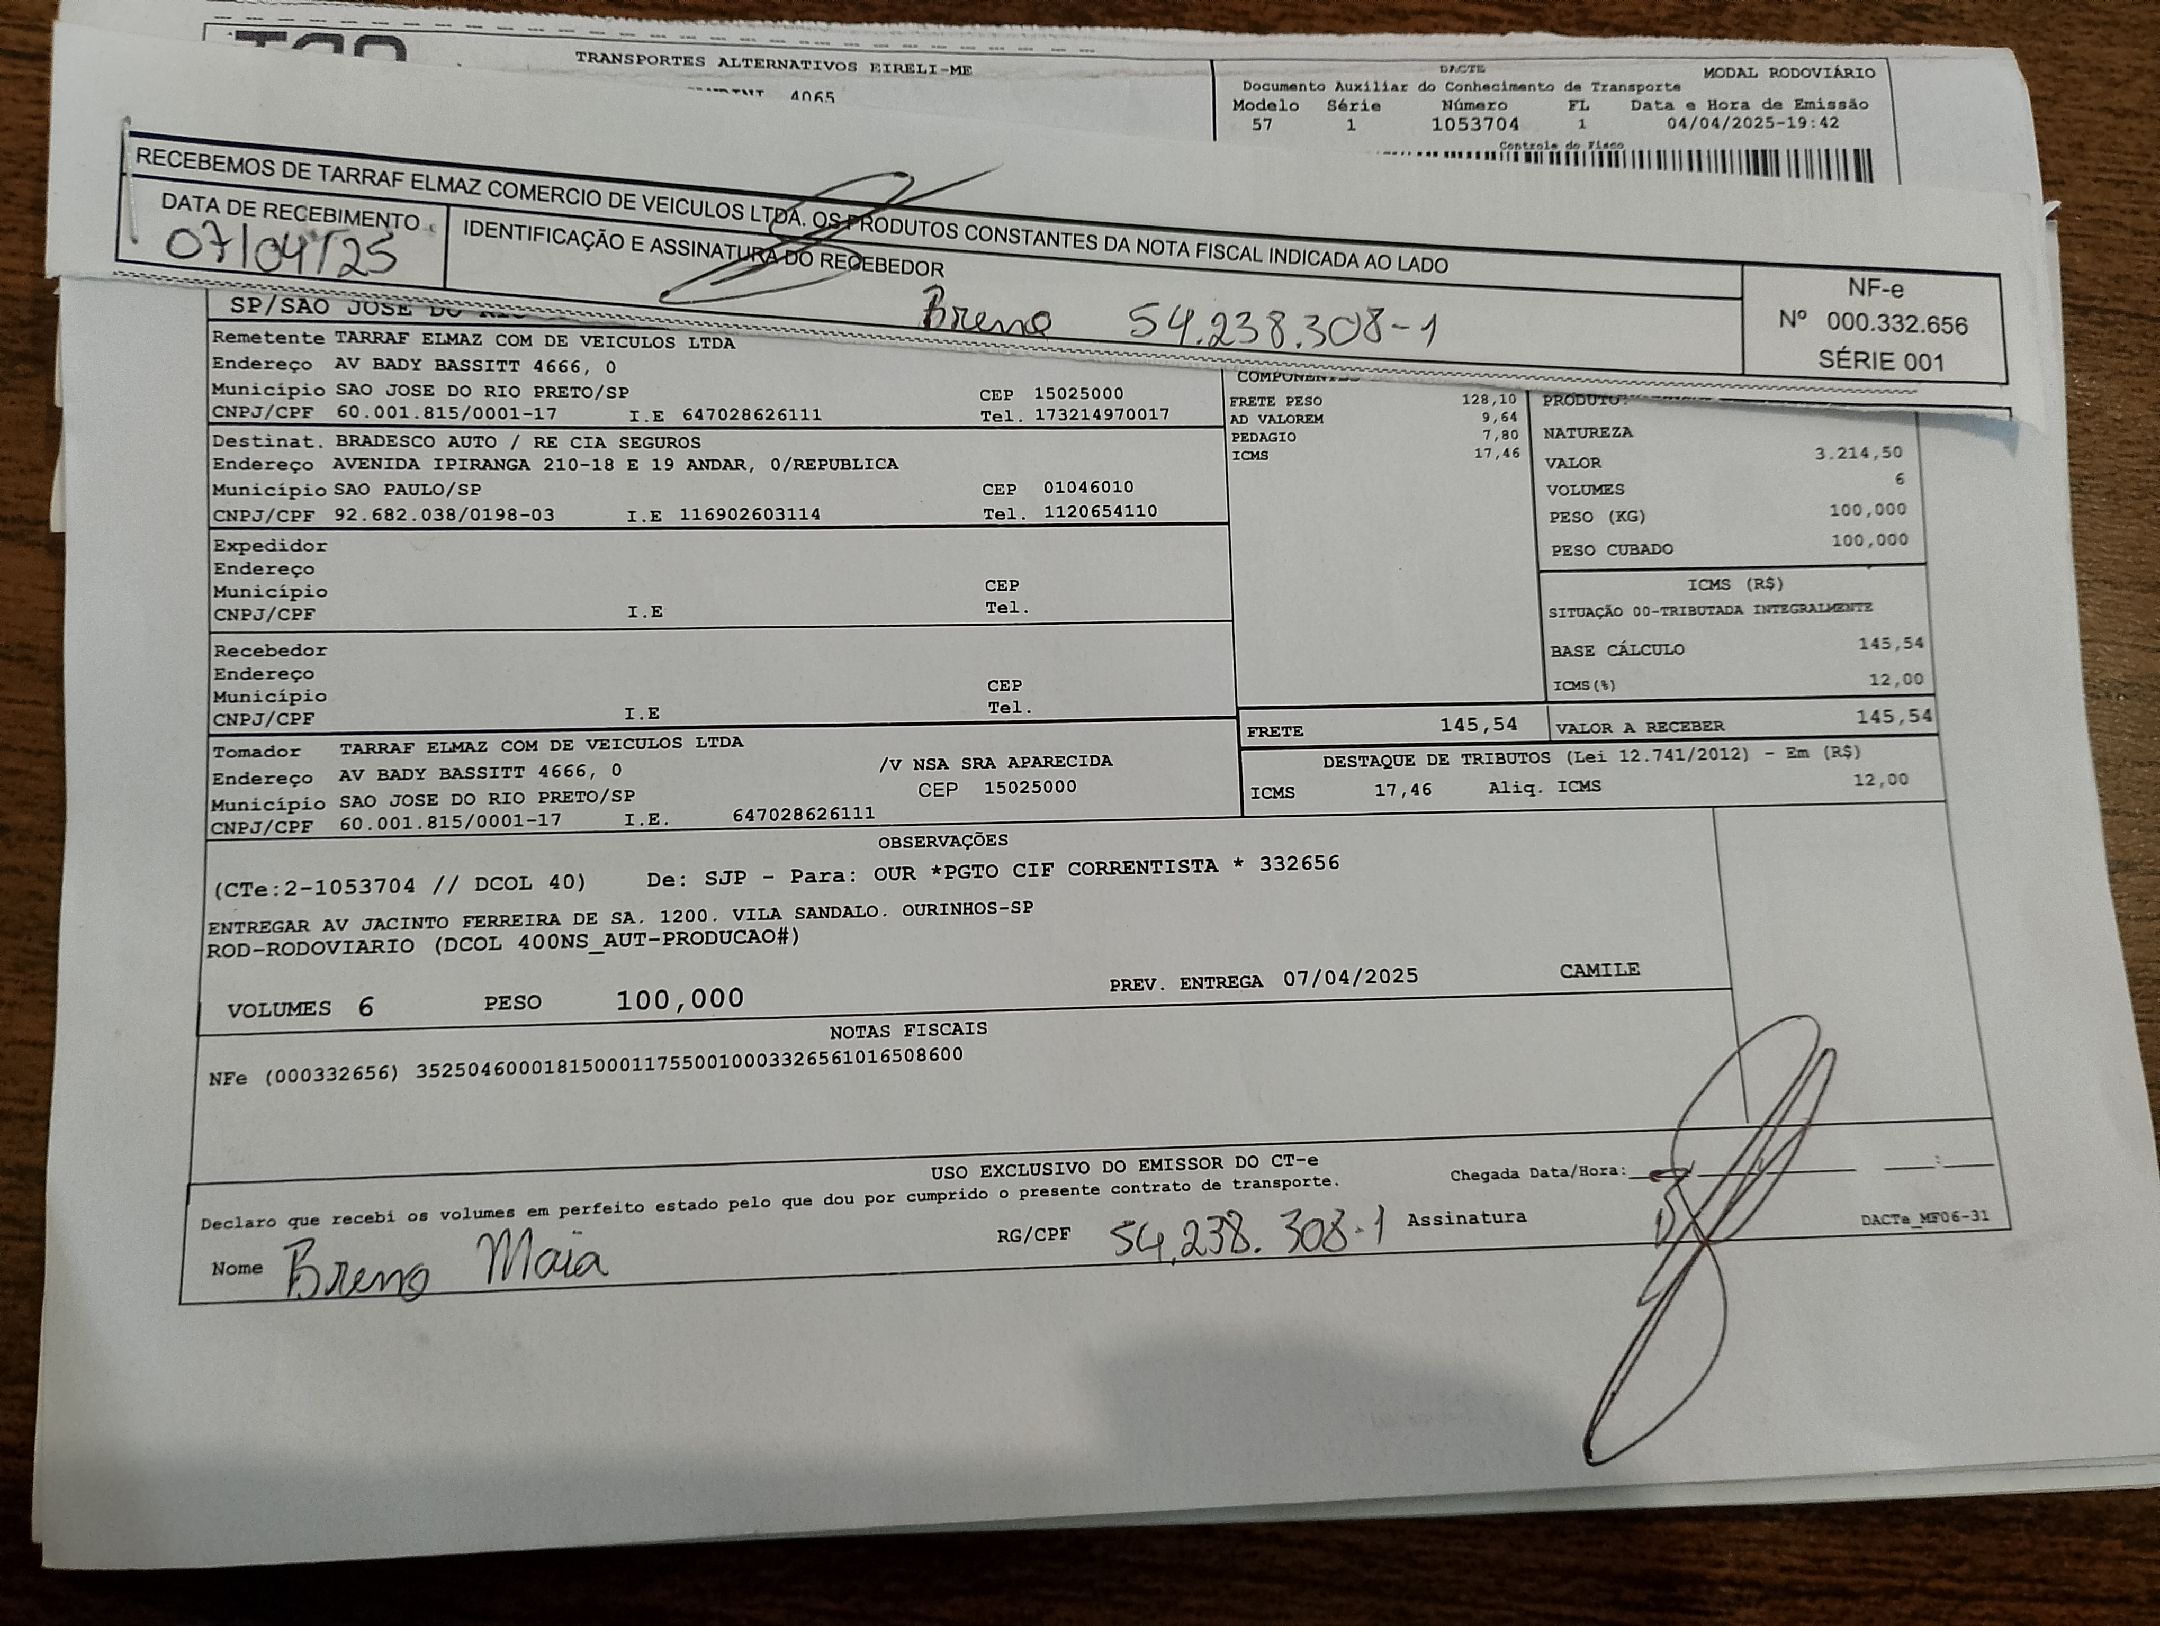 TRANSPORTES ALTERNATIVOS EIRELI-ME
4065
DACTE
MODAL RODOVIÁRIO
Documento Auxiliar do Conhecimento de Transporte
Modelo Série Número FL Data e Hora de Emissão
57 1 1053704 1 04/04/2025-19:42
Controle do Fisco
RECEBEMOS DE TARRAF ELMAZ COMERCIO DE VEICULOS LTDA. OS PRODUTOS CONSTANTES DA NOTA FISCAL INDICADA AO LADO
DATA DE RECEBIMENTO
07/04/25
IDENTIFICAÇÃO E ASSINATURA DO RECEBEDOR
Breno 54.238.308-1
NF-e
Nº 000.332.656
SÉRIE 001
SP/SAO JOSE DO RIO
Remetente TARRAF ELMAZ COM DE VEICULOS LTDA
Endereço AV BADY BASSITT 4666, 0
Município SAO JOSE DO RIO PRETO/SP CEP 15025000
CNPJ/CPF 60.001.815/0001-17 I.E 647028626111 Tel. 173214970017
Destinat. BRADESCO AUTO / RE CIA SEGUROS
Endereço AVENIDA IPIRANGA 210-18 E 19 ANDAR, 0/REPUBLICA
Município SAO PAULO/SP CEP 01046010
CNPJ/CPF 92.682.038/0198-03 I.E 116902603114 Tel. 1120654110
Expedidor
Endereço
Município CEP
CNPJ/CPF I.E Tel.
Recebedor
Endereço
Município CEP
CNPJ/CPF I.E Tel.
Tomador TARRAF ELMAZ COM DE VEICULOS LTDA
Endereço AV BADY BASSITT 4666, 0 /V NSA SRA APARECIDA
Município SAO JOSE DO RIO PRETO/SP CEP 15025000
CNPJ/CPF 60.001.815/0001-17 I.E. 647028626111
COMPONENTES
FRETE PESO 128,10
AD VALOREM 9,64
PEDAGIO 7,80
ICMS 17,46
PRODUTO
NATUREZA
VALOR 3.214,50
VOLUMES 6
PESO (KG) 100,000
PESO CUBADO 100,000
ICMS (R$)
SITUAÇÃO 00-TRIBUTADA INTEGRALMENTE
BASE CÁLCULO 145,54
ICMS(%) 12,00
FRETE 145,54 VALOR A RECEBER 145,54
DESTAQUE DE TRIBUTOS (Lei 12.741/2012) - Em (R$)
ICMS 17,46 Aliq. ICMS 12,00
OBSERVAÇÕES
(CTe:2-1053704 // DCOL 40) De: SJP - Para: OUR *PGTO CIF CORRENTISTA * 332656
ENTREGAR AV JACINTO FERREIRA DE SA. 1200. VILA SANDALO. OURINHOS-SP
ROD-RODOVIARIO (DCOL 400NS_AUT-PRODUCAO#)
VOLUMES 6 PESO 100,000 PREV. ENTREGA 07/04/2025 CAMILE
NOTAS FISCAIS
NFe (000332656) 35250460001815000117550010003326561016508600
USO EXCLUSIVO DO EMISSOR DO CT-e
Declaro que recebi os volumes em perfeito estado pelo que dou por cumprido o presente contrato de transporte.
Chegada Data/Hora:
Nome Breno Maia RG/CPF 54.238.308-1 Assinatura
DACTe_MF06-31